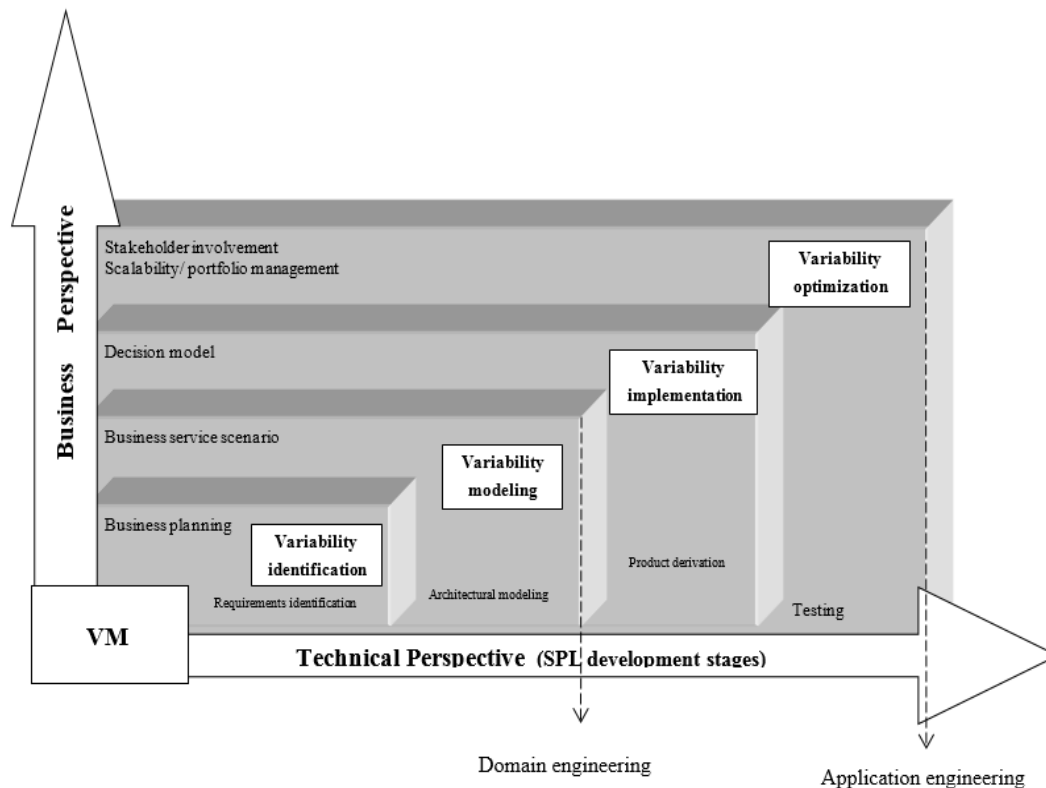 Business Perspective
Stakeholder involvement
Scalability/ portfolio management
Variability
optimization
Decision model
Variability
implementation
Business service scenario
Variability
modeling
Business planning
Variability
identification
Product derivation
Architectural modeling
Requirements identification
Testing
VM
Technical Perspective (SPL development stages)
Domain engineering
Application engineering